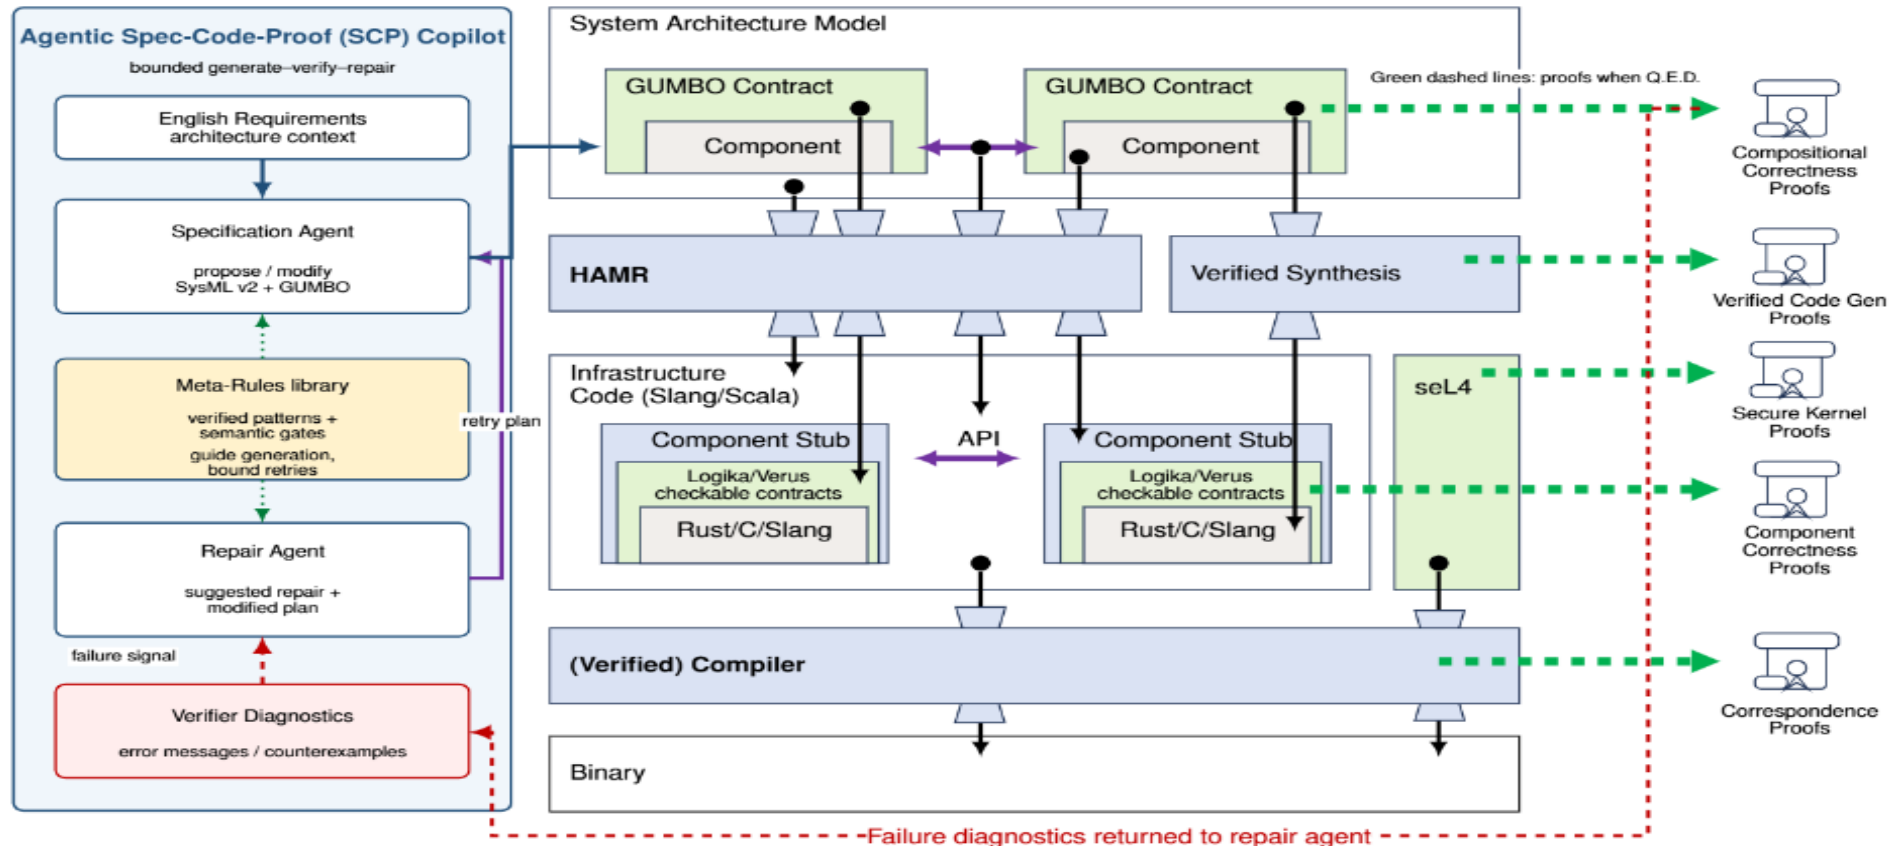 Agentic Spec-Code-Proof (SCP) Copilot
bounded generate–verify–repair
English Requirements
architecture context
Specification Agent
propose / modify
SysML v2 + GUMBO
Meta-Rules library
verified patterns +
semantic gates
guide generation,
bound retries
retry plan
Repair Agent
suggested repair +
modified plan
failure signal
Verifier Diagnostics
error messages / counterexamples
System Architecture Model
GUMBO Contract
Component
GUMBO Contract
Component
Green dashed lines: proofs when Q.E.D.
HAMR
Verified Synthesis
Infrastructure
Code (Slang/Scala)
Component Stub
Logika/Verus
checkable contracts
Rust/C/Slang
API
Component Stub
Logika/Verus
checkable contracts
Rust/C/Slang
seL4
(Verified) Compiler
Binary
Compositional
Correctness
Proofs
Verified Code Gen
Proofs
Secure Kernel
Proofs
Component
Correctness
Proofs
Correspondence
Proofs
Failure diagnostics returned to repair agent